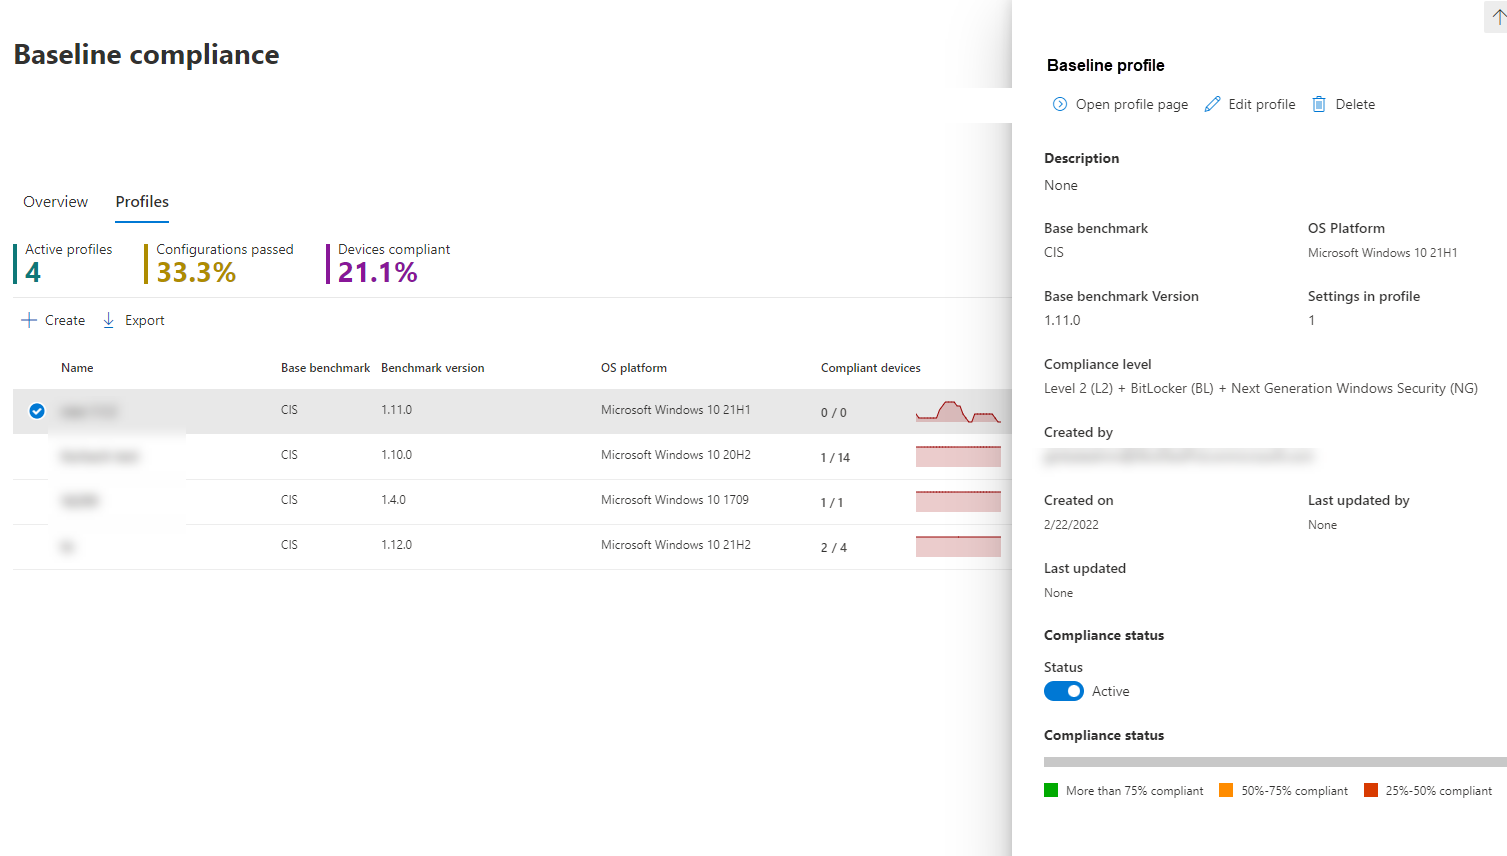 Baseline compliance
Overview Profiles
Active profiles Configurations passed Devices compliant
4 33.3% 21.1%
Create Export
Name Base benchmark Benchmark version OS platform Compliant devices
CIS 1.11.0 Microsoft Windows 10 21H1 0 / 0
CIS 1.10.0 Microsoft Windows 10 20H2 1 / 14
CIS 1.4.0 Microsoft Windows 10 1709 1 / 1
CIS 1.12.0 Microsoft Windows 10 21H2 2 / 4
Baseline profile
Open profile page Edit profile Delete
Description
None
Base benchmark OS Platform
CIS Microsoft Windows 10 21H1
Base benchmark Version Settings in profile
1.11.0 1
Compliance level
Level 2 (L2) + BitLocker (BL) + Next Generation Windows Security (NG)
Created by
Created on Last updated by
2/22/2022 None
Last updated
None
Compliance status
Status
Active
Compliance status
More than 75% compliant 50%-75% compliant 25%-50% compliant